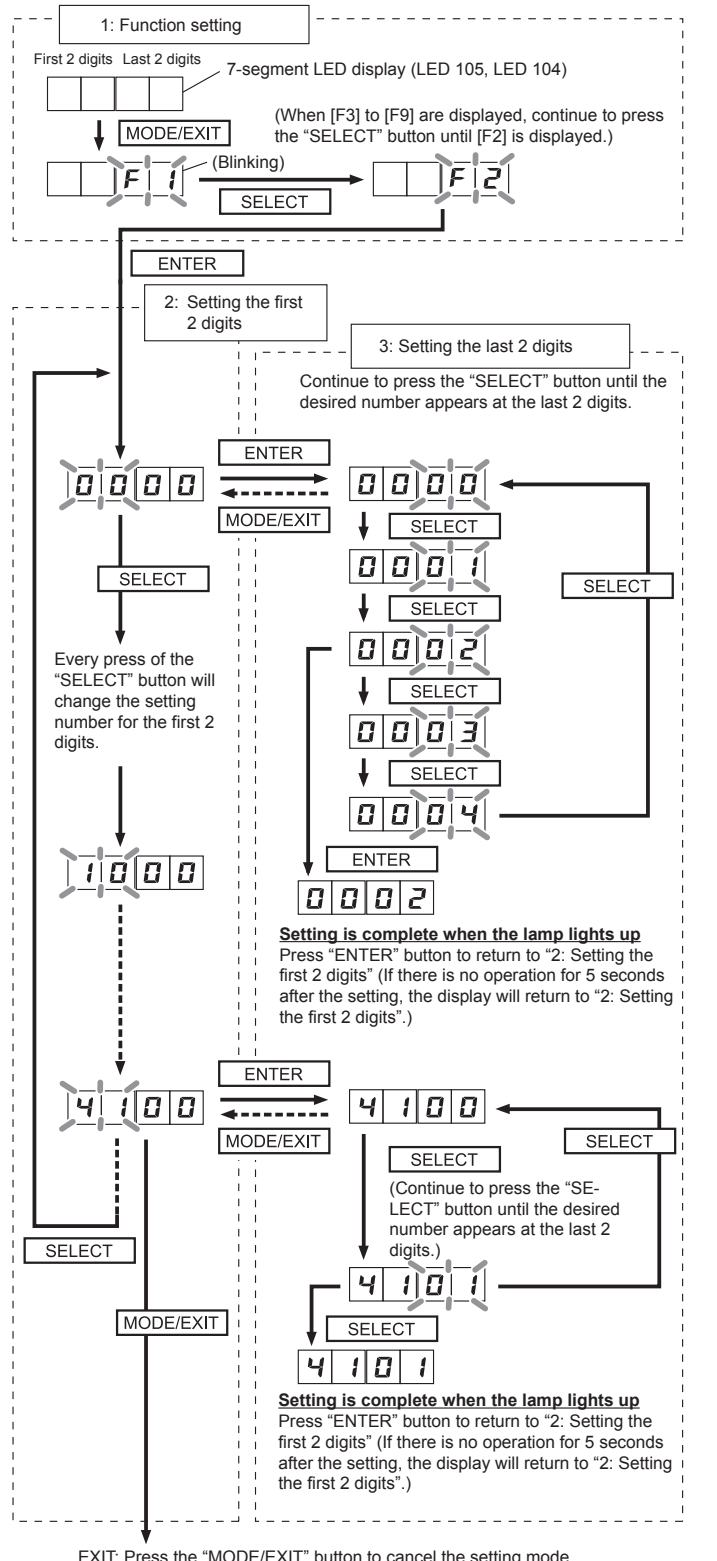 1: Function setting
First 2 digits Last 2 digits
7-segment LED display (LED 105, LED 104)
(When [F3] to [F9] are displayed, continue to press
the “SELECT” button until [F2] is displayed.)
MODE/EXIT
F 1
(Blinking)
SELECT
F 2
ENTER
2: Setting the first
2 digits
3: Setting the last 2 digits
Continue to press the “SELECT” button until the
desired number appears at the last 2 digits.
0 0 0 0
ENTER
MODE/EXIT
0 0 0 0
SELECT
0 0 0 1
SELECT
SELECT
SELECT
Every press of the
“SELECT” button will
change the setting
number for the first 2
digits.
0 0 0 2
SELECT
0 0 0 3
SELECT
0 0 0 4
ENTER
0 0 0 2
1 0 0 0
Setting is complete when the lamp lights up
Press “ENTER” button to return to “2: Setting the
first 2 digits” (If there is no operation for 5 seconds
after the setting, the display will return to “2: Setting
the first 2 digits”.)
4 1 0 0
ENTER
MODE/EXIT
4 1 0 0
SELECT
SELECT
(Continue to press the “SE-
LECT” button until the desired
number appears at the last 2
digits.)
SELECT
4 1 0 1
MODE/EXIT
SELECT
4 1 0 1
Setting is complete when the lamp lights up
Press “ENTER” button to return to “2: Setting the
first 2 digits” (If there is no operation for 5 seconds
after the setting, the display will return to “2: Setting
the first 2 digits”.)
EXIT: Press the “MODE/EXIT” button to cancel the setting mode